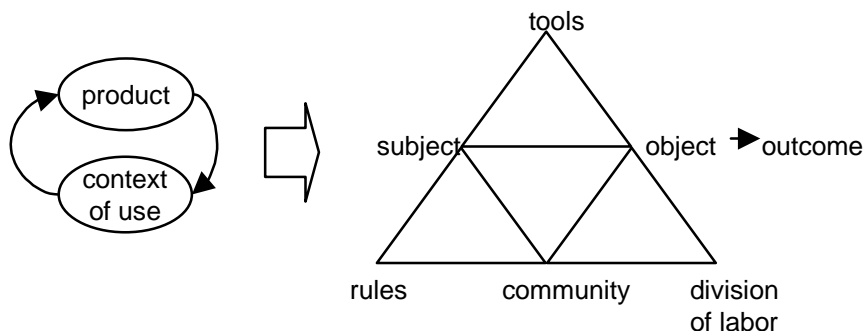 tools
product
subject
object
outcome
context
of use
rules
community
division
of labor